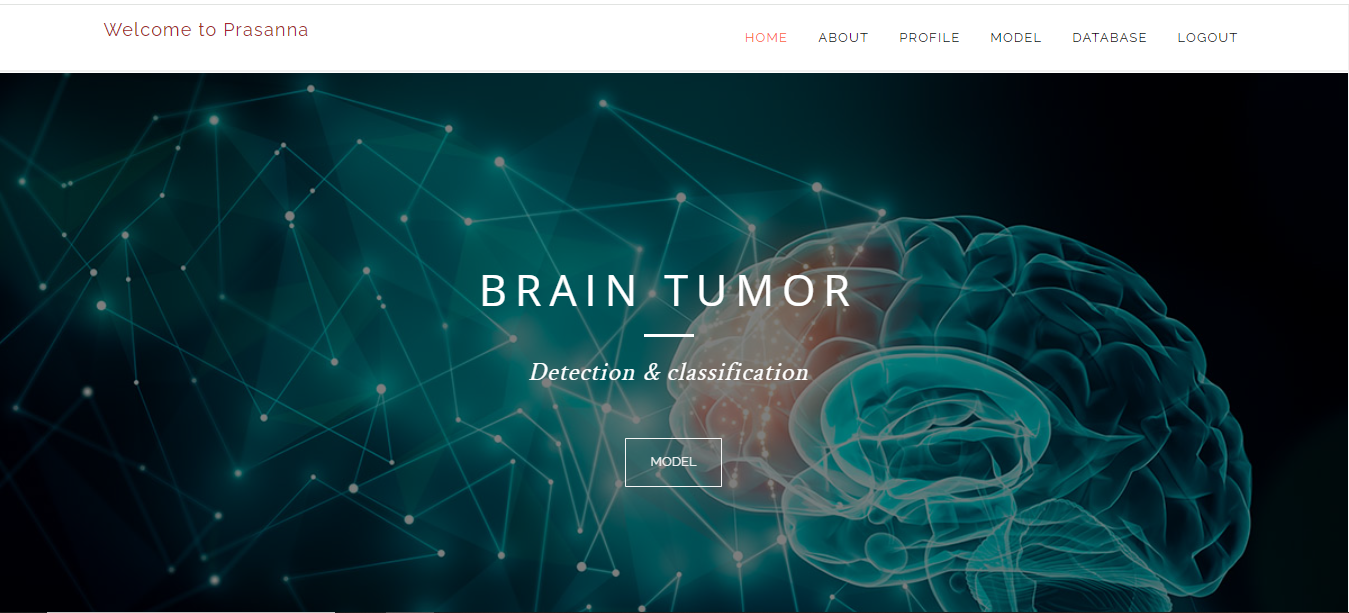 Welcome to Prasanna
HOME ABOUT PROFILE MODEL DATABASE LOGOUT
BRAIN TUMOR
Detection & classification
MODEL